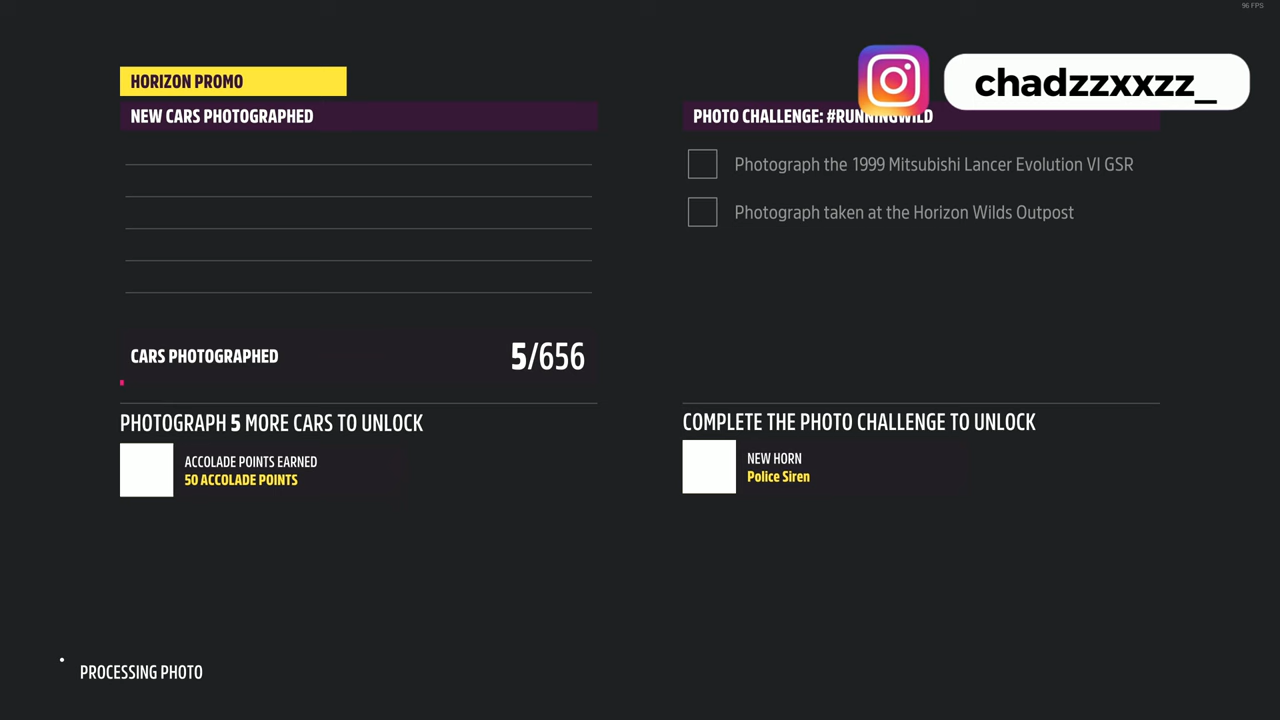 96 FPS
chadzzxxzz_
HORIZON PROMO
NEW CARS PHOTOGRAPHED
PHOTO CHALLENGE: #RUNNINGWILD
Photograph the 1999 Mitsubishi Lancer Evolution VI GSR
Photograph taken at the Horizon Wilds Outpost
CARS PHOTOGRAPHED 5/656
PHOTOGRAPH 5 MORE CARS TO UNLOCK
ACCOLADE POINTS EARNED
50 ACCOLADE POINTS
COMPLETE THE PHOTO CHALLENGE TO UNLOCK
NEW HORN
Police Siren
PROCESSING PHOTO